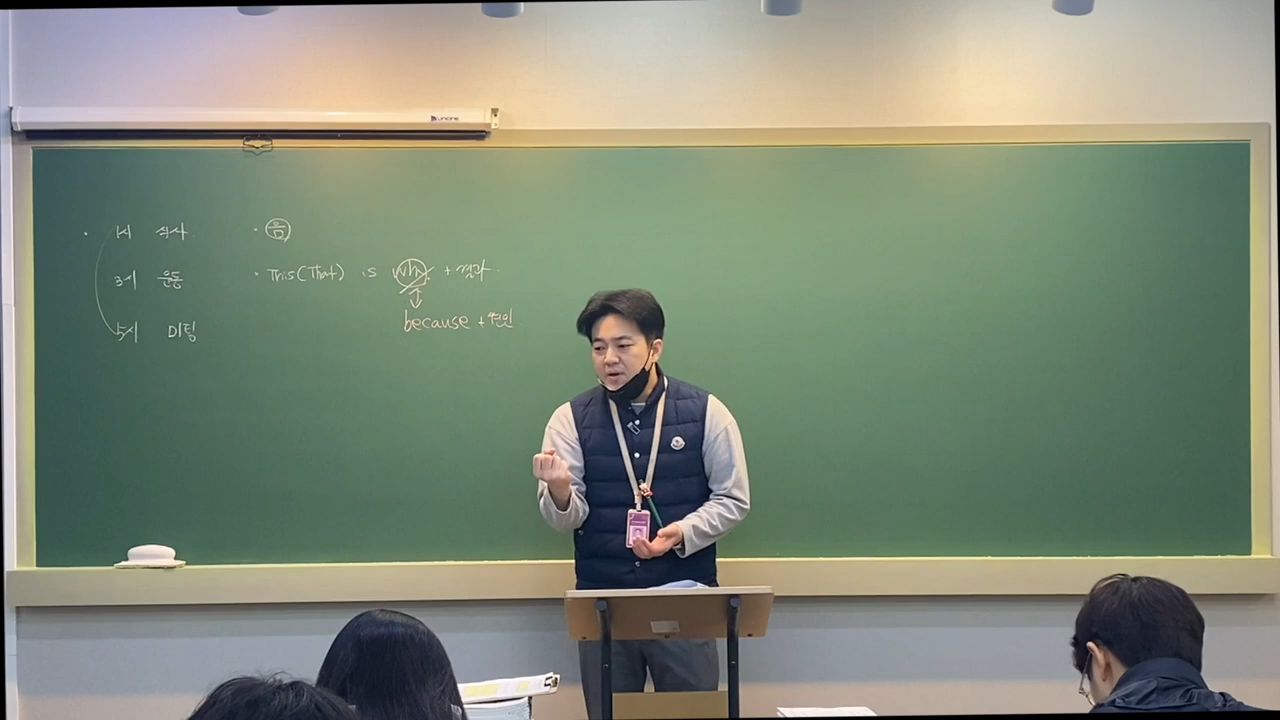 · 1시 식사
3시 운동
5시 미팅
· 음
· This(That) is why + 결과
because + 원인